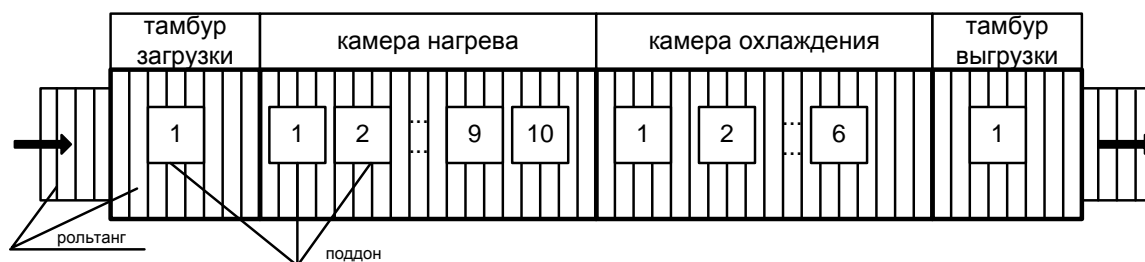 тамбур
загрузки
камера нагрева
камера охлаждения
тамбур
выгрузки
1
1
2
...
...
9
10
1
2
...
...
6
1
рольтанг
поддон